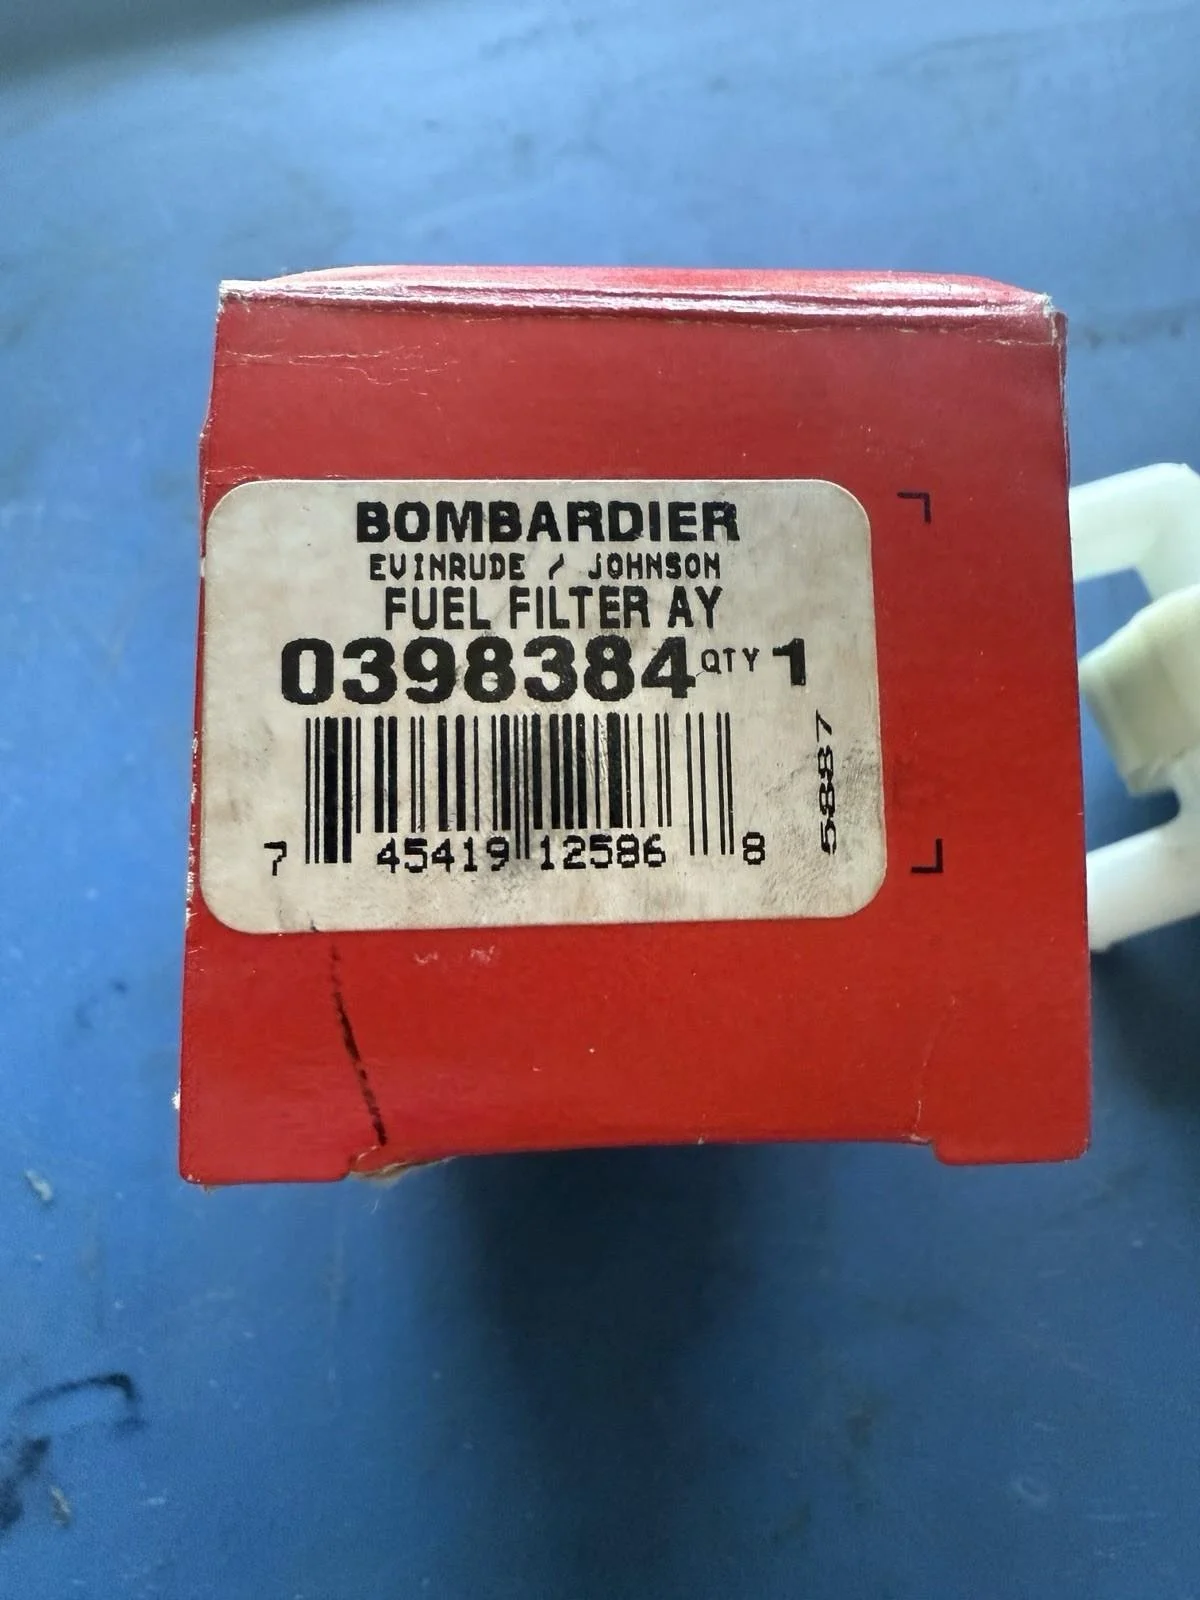 BOMBARDIER
EVINRUDE / JOHNSON
FUEL FILTER AY
0398384 QTY 1
5887
7 45419 12586 8